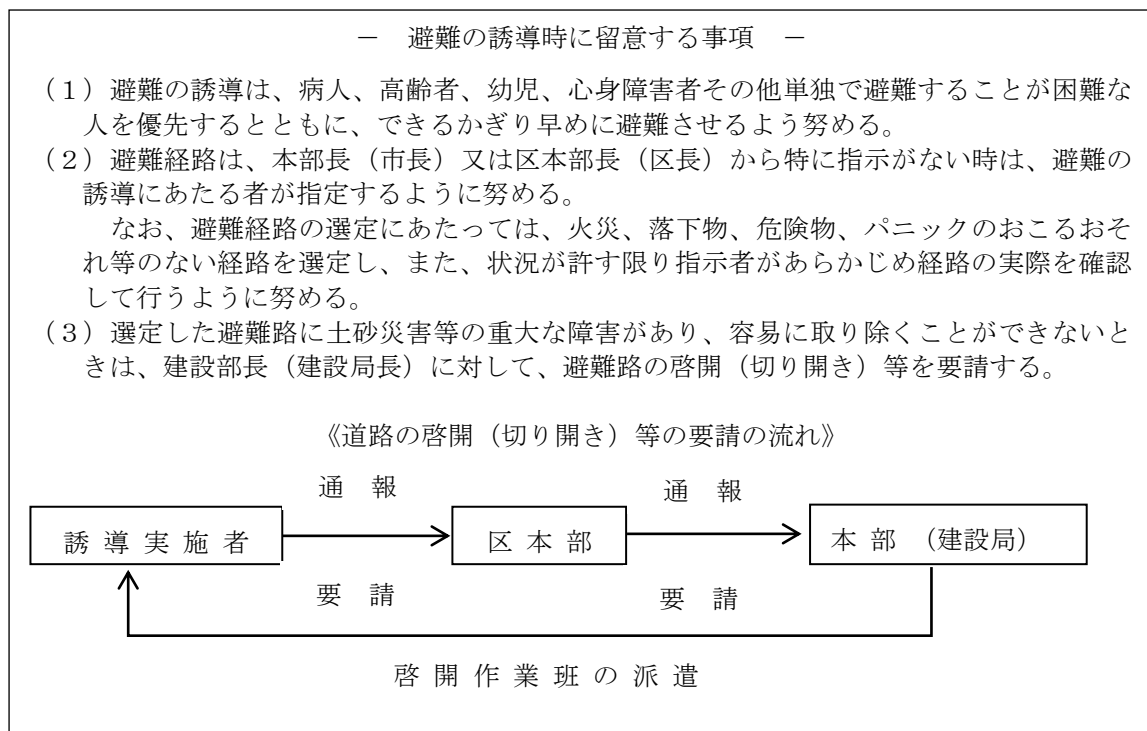 －　避難の誘導時に留意する事項　－
（１）避難の誘導は、病人、高齢者、幼児、心身障害者その他単独で避難することが困難な
人を優先するとともに、できるかぎり早めに避難させるよう努める。
（２）避難経路は、本部長（市長）又は区本部長（区長）から特に指示がない時は、避難の
誘導にあたる者が指定するように努める。
なお、避難経路の選定にあたっては、火災、落下物、危険物、パニックのおこるおそ
れ等のない経路を選定し、また、状況が許す限り指示者があらかじめ経路の実際を確認
して行うように努める。
（３）選定した避難路に土砂災害等の重大な障害があり、容易に取り除くことができないと
きは、建設部長（建設局長）に対して、避難路の啓開（切り開き）等を要請する。
《道路の啓開（切り開き）等の要請の流れ》
通　報
通　報
誘 導 実 施 者
区 本 部
本 部 （建設局）
要　請
要　請
啓 開 作 業 班 の 派 遣